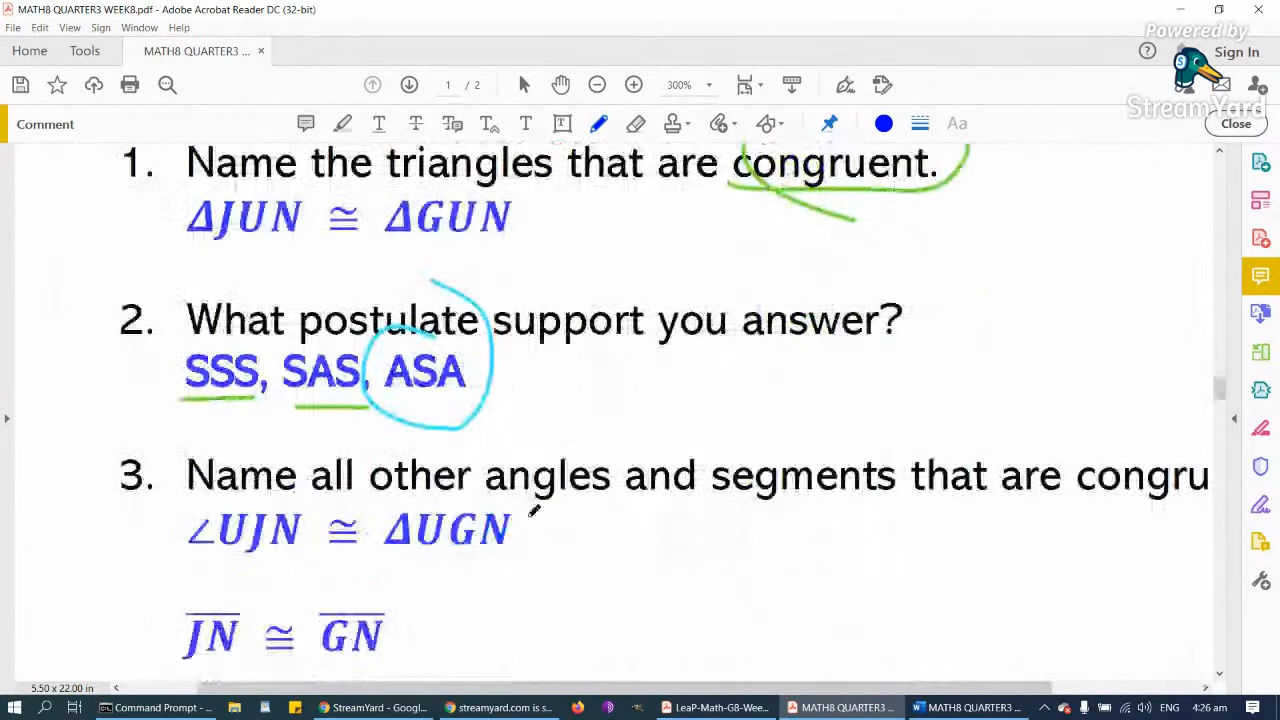 MATH8 QUARTER3 WEEK8.pdf - Adobe Acrobat Reader DC (32-bit)
File Edit View Sign Window Help
Powered by
StreamYard
Home Tools MATH8 QUARTER3 ... × Sign In
1 / 2 300%
Comment Close
1. Name the triangles that are congruent.
ΔJUN ≅ ΔGUN
2. What postulate support you answer?
SSS, SAS, ASA
3. Name all other angles and segments that are congru
∠UJN ≅ ΔUGN
JN ≅ GN
5.50 x 22.00 in
Command Prompt - ... StreamYard - Googl... streamyard.com is s... LeaP-Math-G8-Wee... MATH8 QUARTER3 ... MATH8 QUARTER3 ... ENG 4:26 am